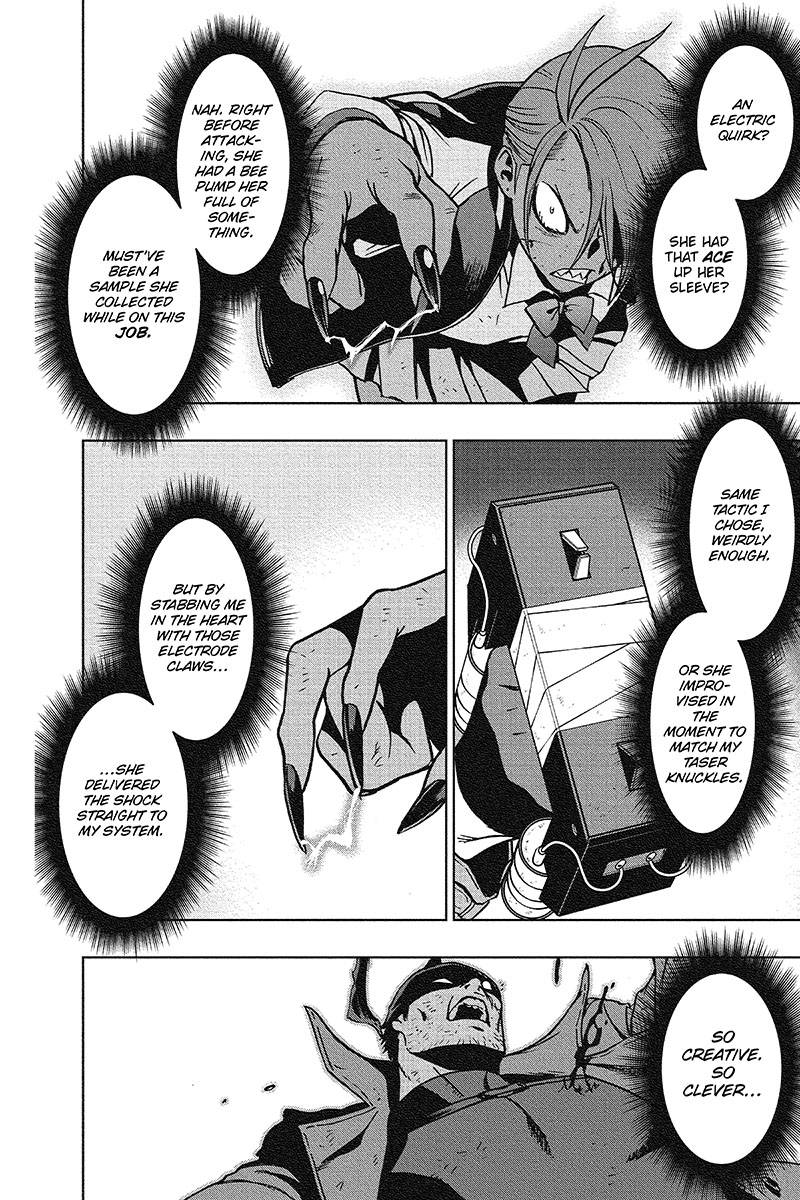 AN
ELECTRIC
QUIRK?
SHE HAD
THAT ACE
UP HER
SLEEVE?
NAH. RIGHT
BEFORE
ATTACK-
ING, SHE
HAD A BEE
PUMP HER
FULL OF
SOME-
THING.
MUST'VE
BEEN A
SAMPLE SHE
COLLECTED
WHILE ON THIS
JOB.
SAME
TACTIC I
CHOSE,
WEIRDLY
ENOUGH.
OR SHE
IMPRO-
VISED IN
THE
MOMENT TO
MATCH MY
TASER
KNUCKLES.
BUT BY
STABBING ME
IN THE HEART
WITH THOSE
ELECTRODE
CLAWS...
...SHE
DELIVERED
THE SHOCK
STRAIGHT TO
MY SYSTEM.
SO
CREATIVE.
SO
CLEVER...